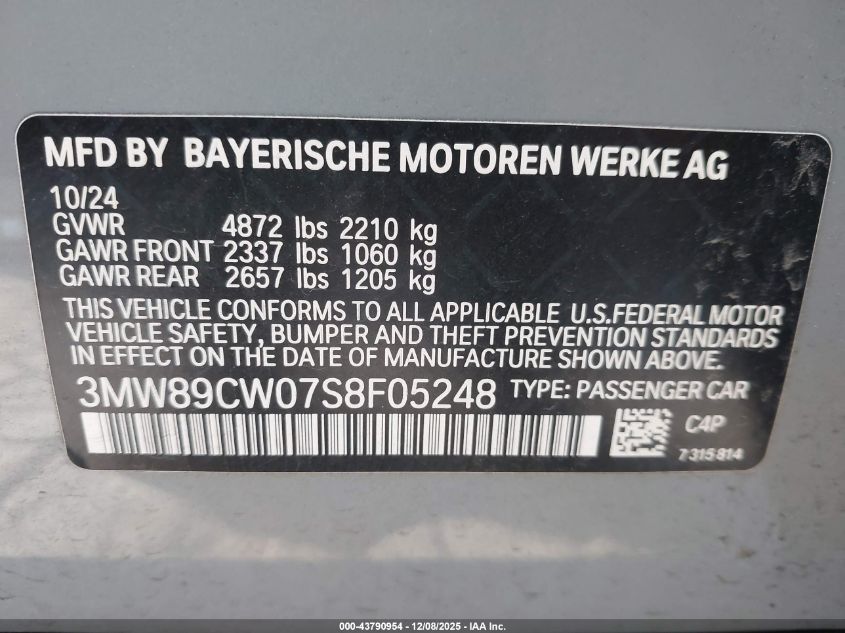 MFD BY BAYERISCHE MOTOREN WERKE AG
10/24
GVWR 4872 lbs 2210 kg
GAWR FRONT 2337 lbs 1060 kg
GAWR REAR 2657 lbs 1205 kg
THIS VEHICLE CONFORMS TO ALL APPLICABLE U.S.FEDERAL MOTOR
VEHICLE SAFETY, BUMPER AND THEFT PREVENTION STANDARDS
IN EFFECT ON THE DATE OF MANUFACTURE SHOWN ABOVE.
3MW89CW07S8F05248 TYPE: PASSENGER CAR
C4P
7 315 814
000-43790954 - 12/08/2025 - IAA Inc.